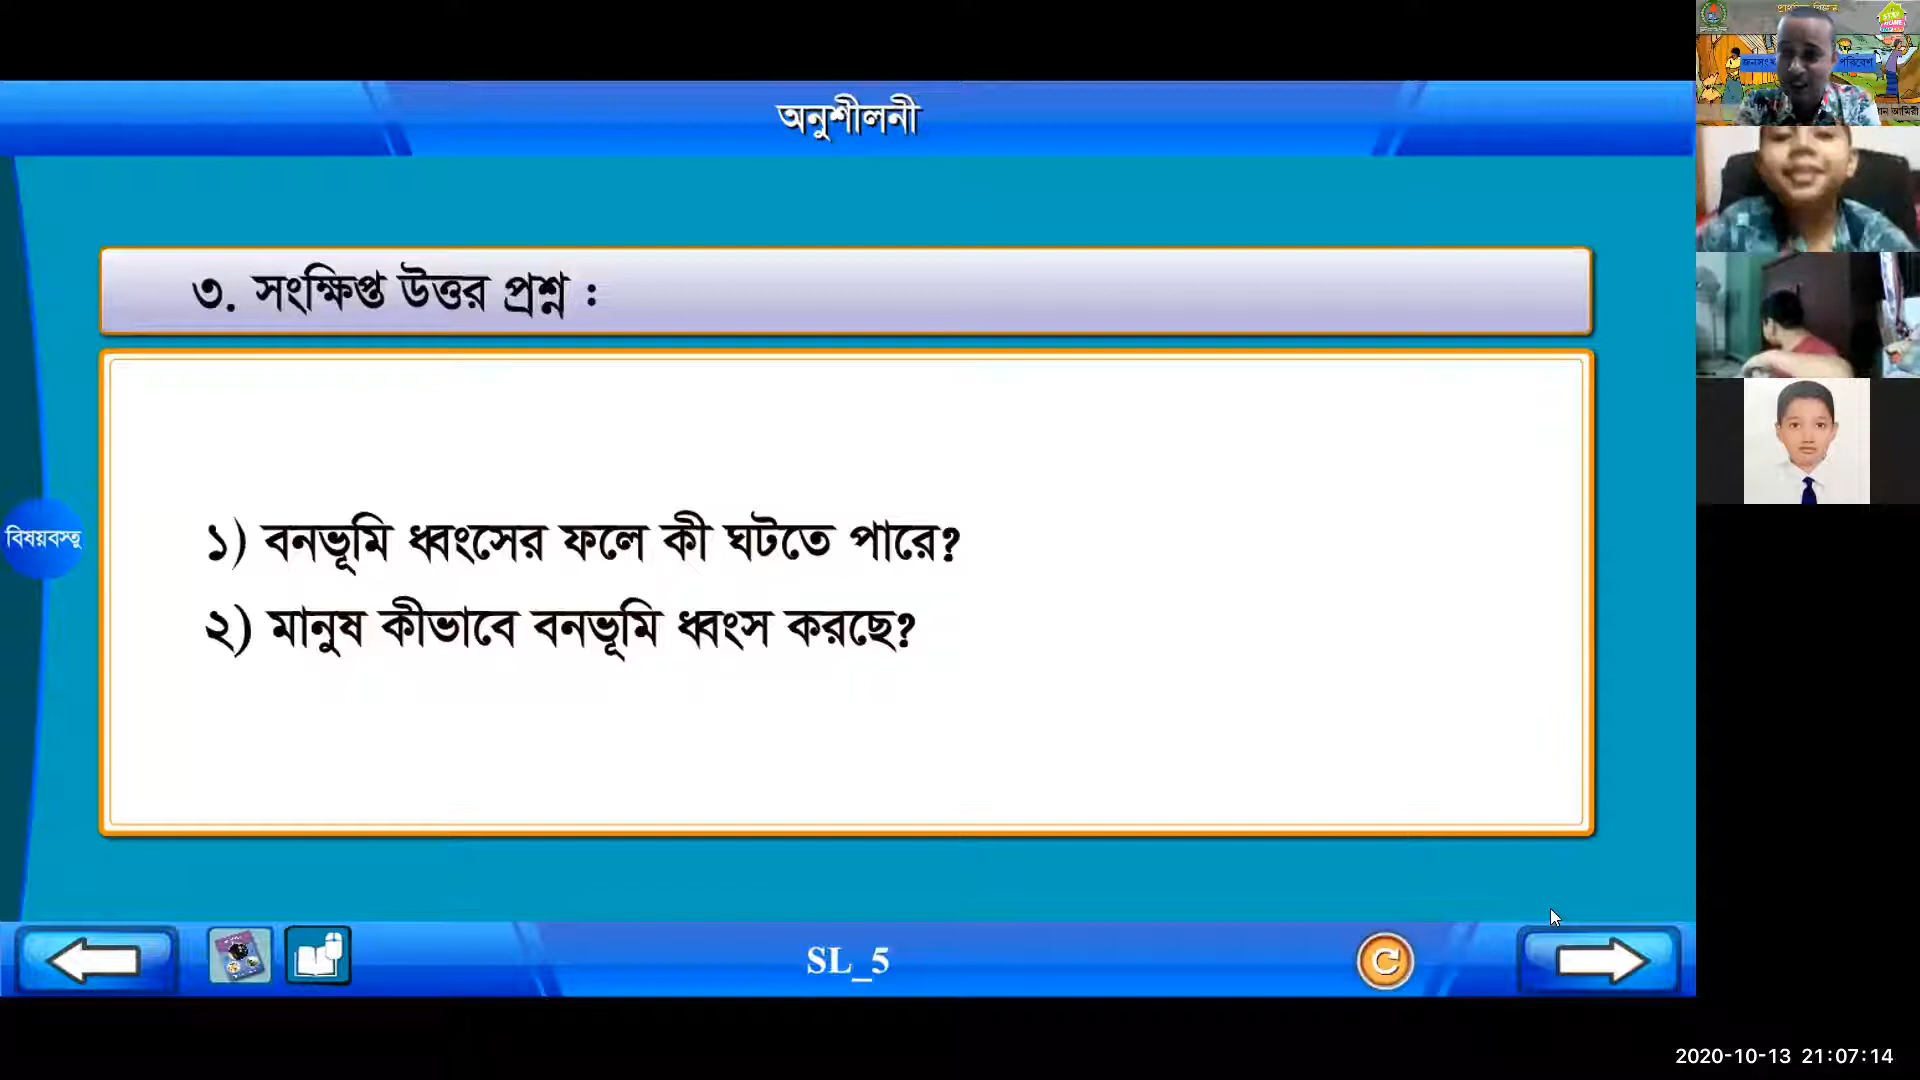 অনুশীলনী
৩. সংক্ষিপ্ত উত্তর প্রশ্ন :
১) বনভূমি ধ্বংসের ফলে কী ঘটতে পারে?
২) মানুষ কীভাবে বনভূমি ধ্বংস করছে?
বিষয়বস্তু
SL_5
পরিবেশ
2020-10-13 21:07:14